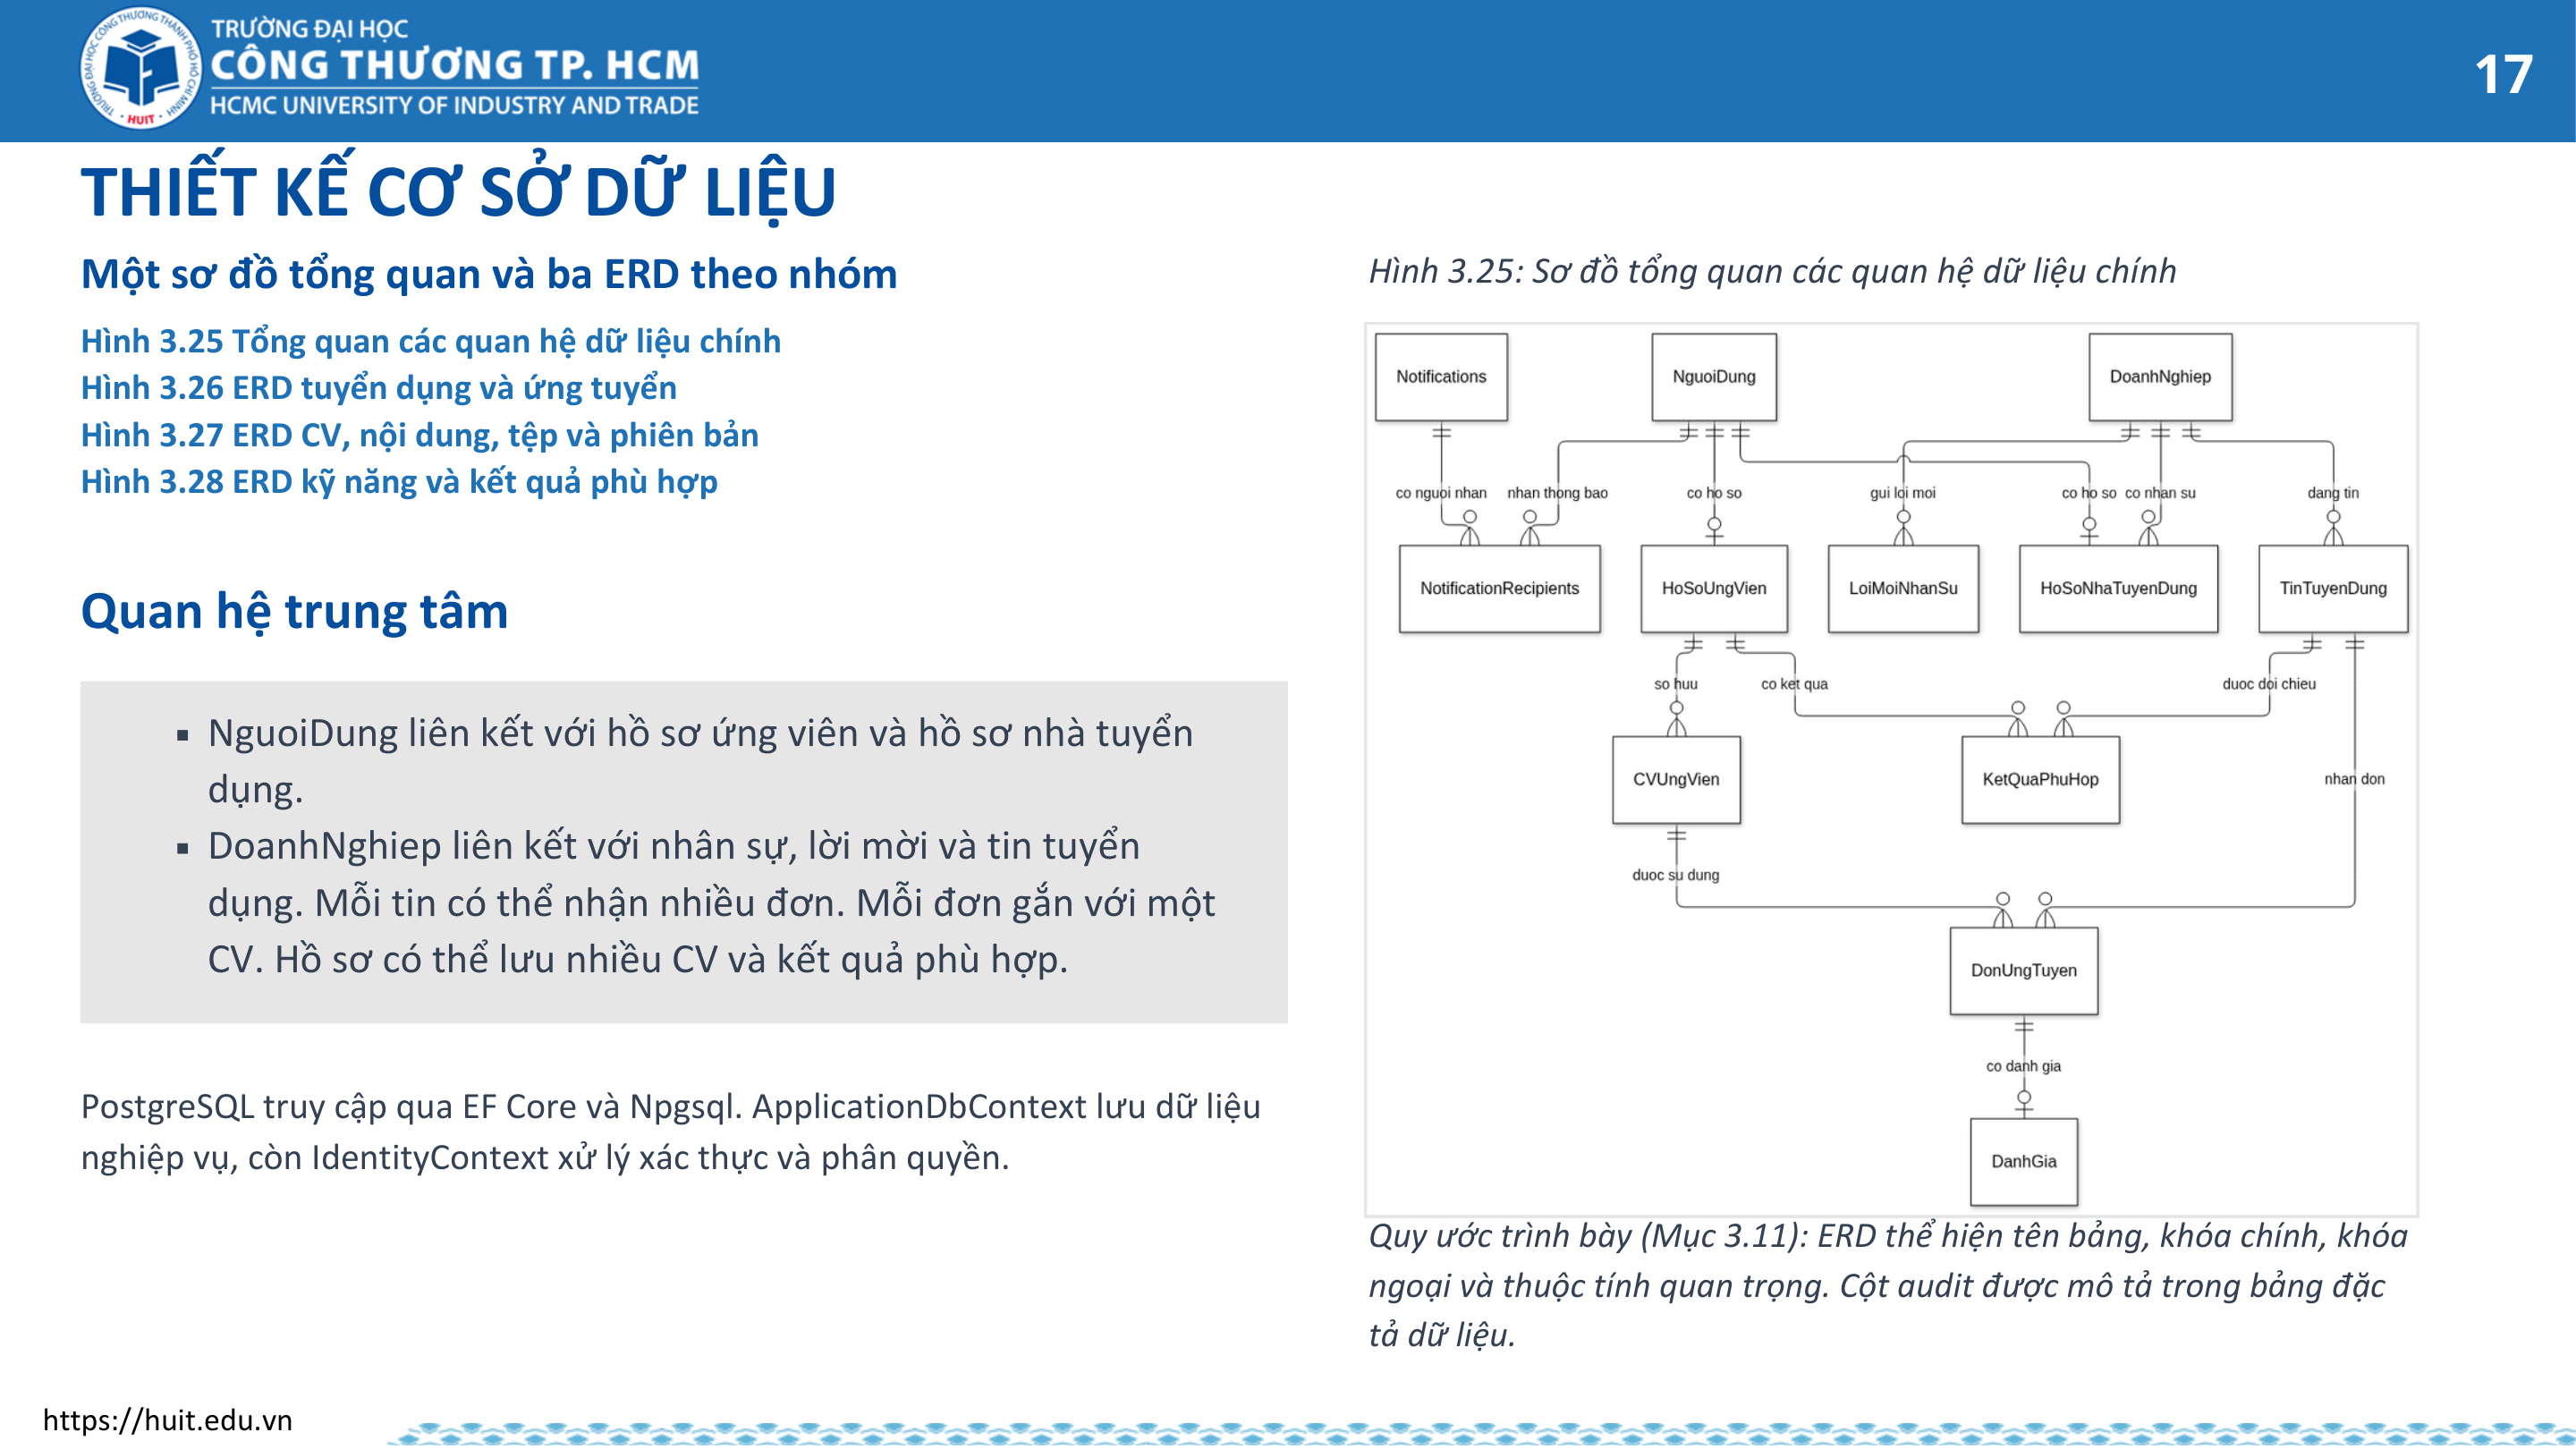 TRƯỜNG ĐẠI HỌC
CÔNG THƯƠNG TP. HCM
HCMC UNIVERSITY OF INDUSTRY AND TRADE
TRƯỜNG ĐẠI HỌC CÔNG THƯƠNG THÀNH PHỐ HỒ CHÍ MINH
HUIT
17
THIẾT KẾ CƠ SỞ DỮ LIỆU
Một sơ đồ tổng quan và ba ERD theo nhóm
Hình 3.25 Tổng quan các quan hệ dữ liệu chính
Hình 3.26 ERD tuyển dụng và ứng tuyển
Hình 3.27 ERD CV, nội dung, tệp và phiên bản
Hình 3.28 ERD kỹ năng và kết quả phù hợp
Quan hệ trung tâm
▪ NguoiDung liên kết với hồ sơ ứng viên và hồ sơ nhà tuyển
dụng.
▪ DoanhNghiep liên kết với nhân sự, lời mời và tin tuyển
dụng. Mỗi tin có thể nhận nhiều đơn. Mỗi đơn gắn với một
CV. Hồ sơ có thể lưu nhiều CV và kết quả phù hợp.
PostgreSQL truy cập qua EF Core và Npgsql. ApplicationDbContext lưu dữ liệu
nghiệp vụ, còn IdentityContext xử lý xác thực và phân quyền.
Hình 3.25: Sơ đồ tổng quan các quan hệ dữ liệu chính
Notifications NguoiDung DoanhNghiep
co nguoi nhan nhan thong bao co ho so gui loi moi co ho so co nhan su dang tin
NotificationRecipients HoSoUngVien LoiMoiNhanSu HoSoNhaTuyenDung TinTuyenDung
so huu co ket qua duoc doi chieu
CVUngVien KetQuaPhuHop nhan don
duoc su dung
DonUngTuyen
co danh gia
DanhGia
Quy ước trình bày (Mục 3.11): ERD thể hiện tên bảng, khóa chính, khóa
ngoại và thuộc tính quan trọng. Cột audit được mô tả trong bảng đặc
tả dữ liệu.
https://huit.edu.vn